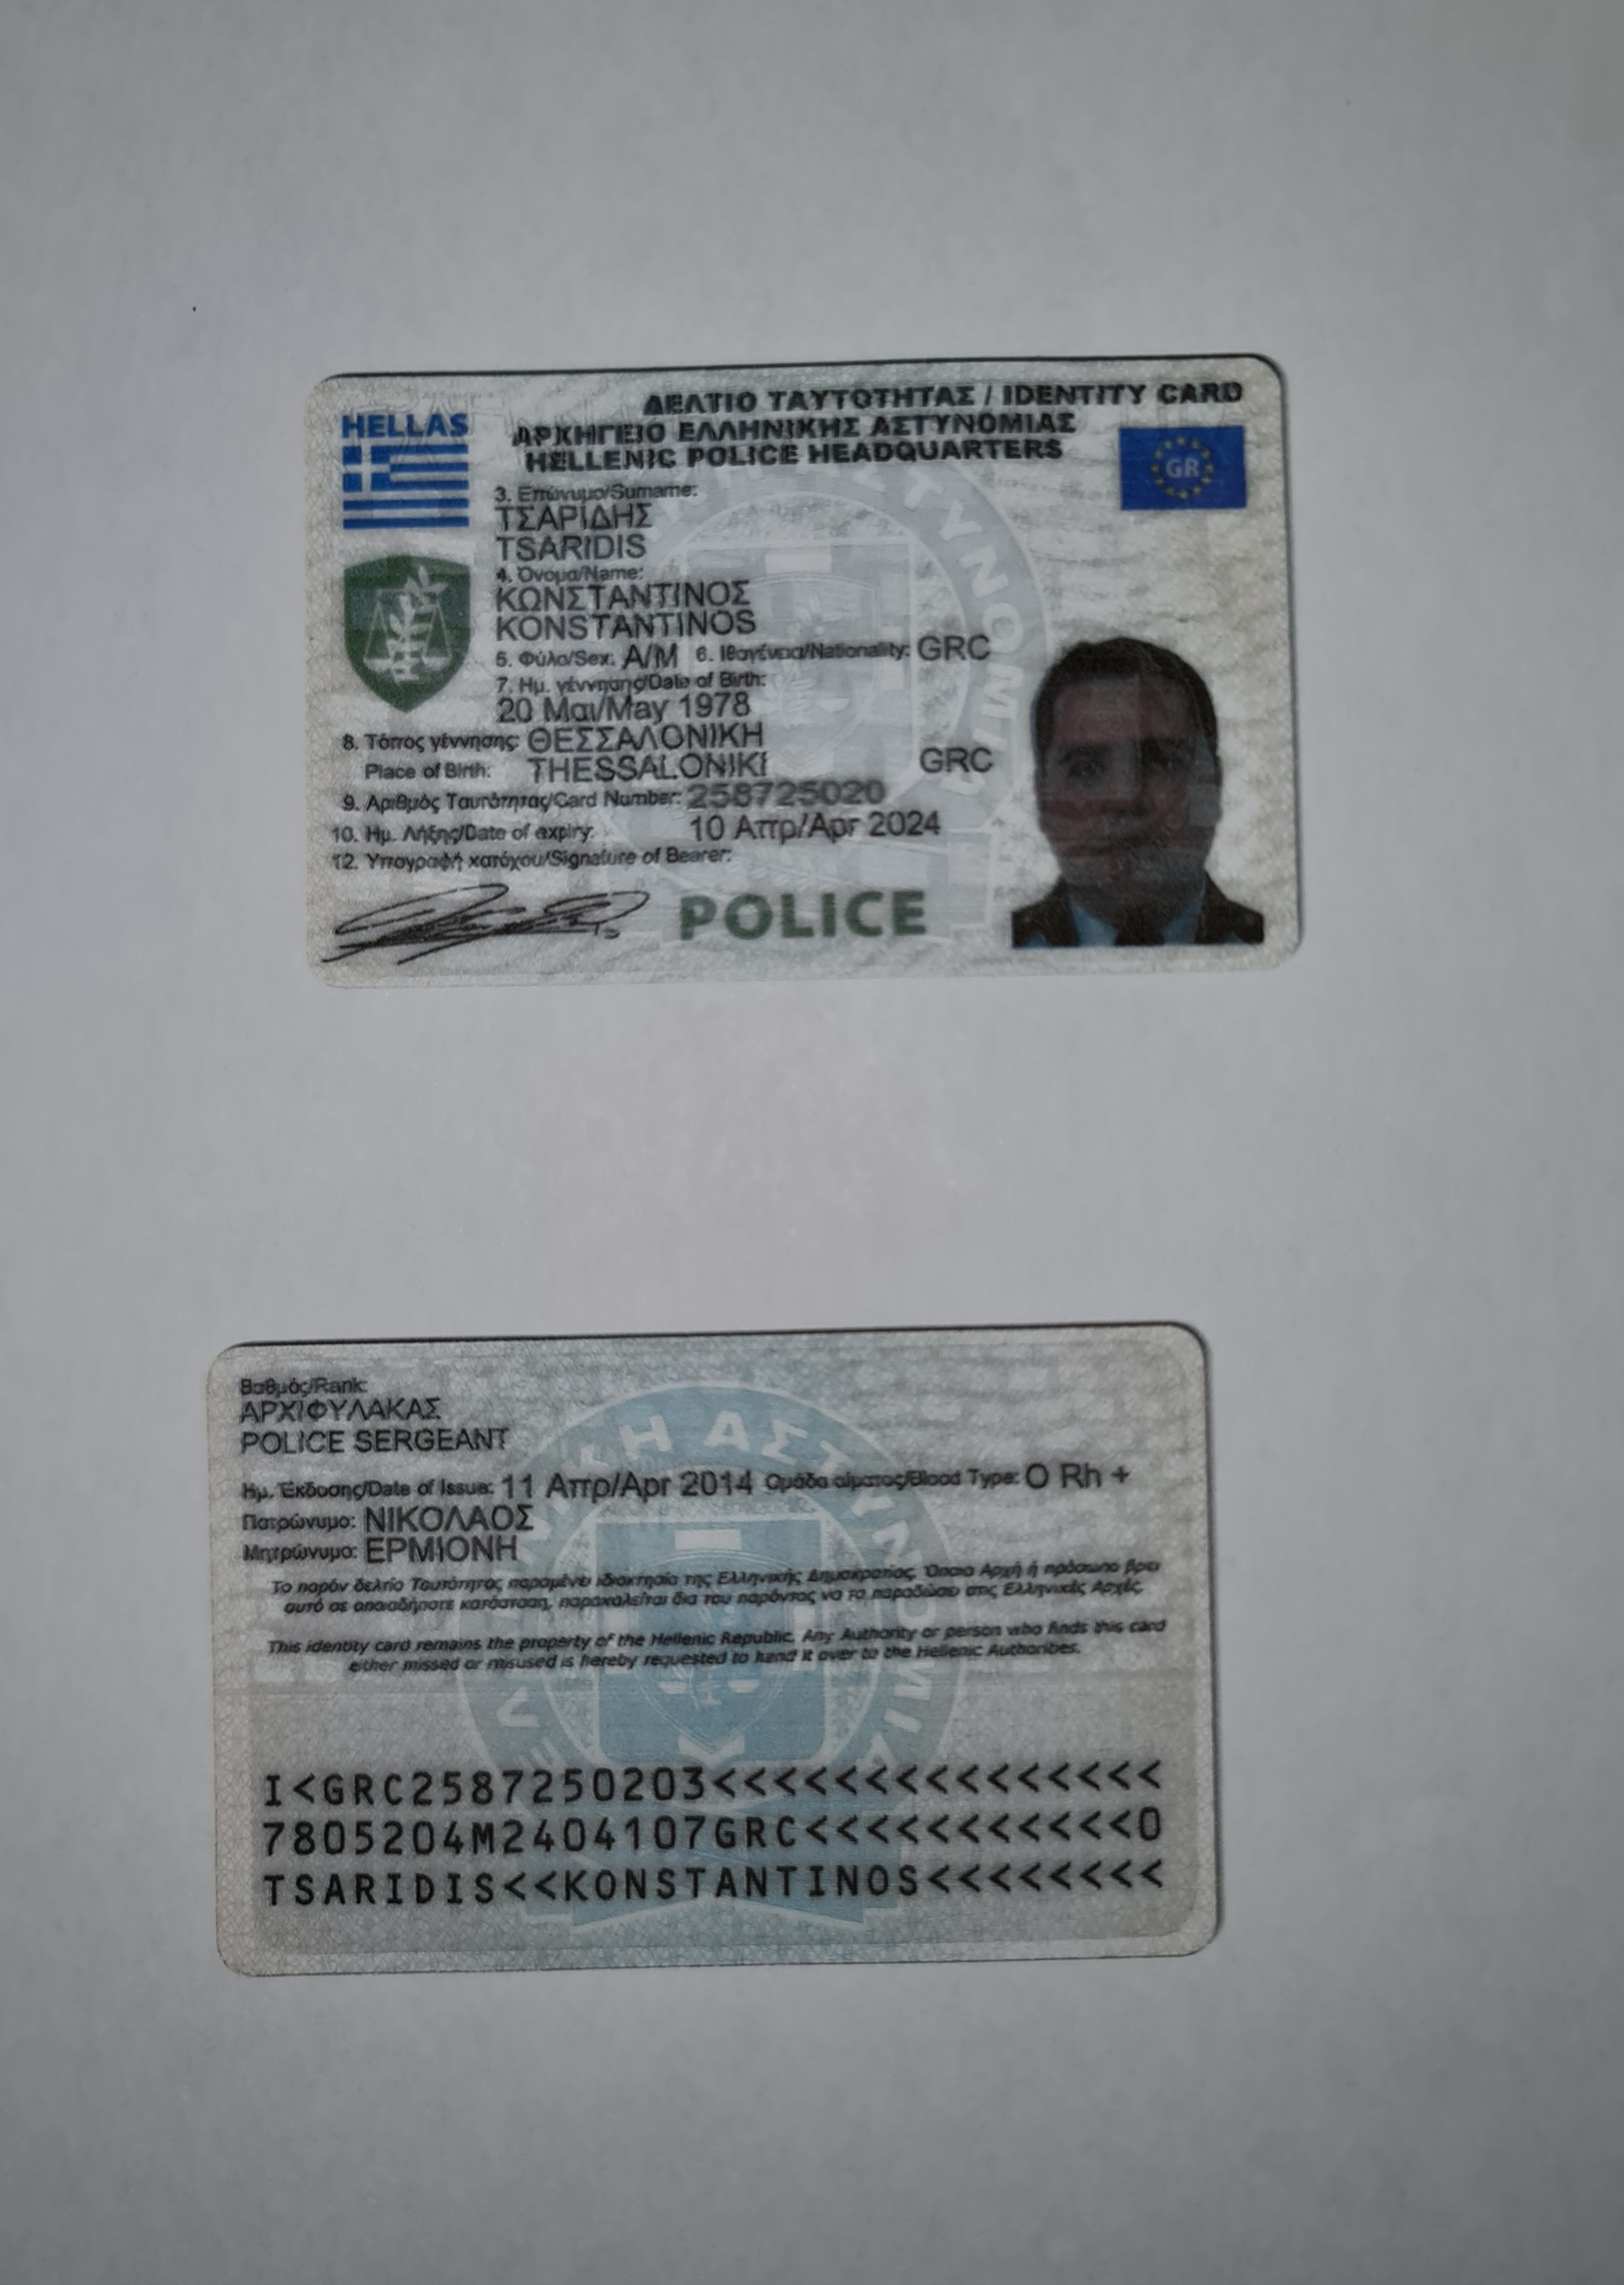 ΔΕΛΤΙΟ ΤΑΥΤΟΤΗΤΑΣ / IDENTITY CARD
HELLAS
ΑΡΧΗΓΕΙΟ ΕΛΛΗΝΙΚΗΣ ΑΣΤΥΝΟΜΙΑΣ
HELLENIC POLICE HEADQUARTERS
GR
3. Επώνυμο/Surname:
ΤΣΑΡΙΔΗΣ
TSARIDIS
4. Όνομα/Name:
ΚΩΝΣΤΑΝΤΙΝΟΣ
KONSTANTINOS
5. Φύλο/Sex: Α/M 6. Ιθαγένεια/Nationality: GRC
7. Ημ. γέννησης/Date of Birth:
20 Μαι/May 1978
8. Τόπος γέννησης: ΘΕΣΣΑΛΟΝΙΚΗ
Place of Birth: THESSALONIKI GRC
9. Αριθμός Ταυτότητας/Card Number: 258725020
10. Ημ. Λήξης/Date of expiry: 10 Απρ/Apr 2024
12. Υπογραφή κατόχου/Signature of Bearer:
POLICE
Βαθμός/Rank:
ΑΡΧΙΦΥΛΑΚΑΣ
POLICE SERGEANT
Ημ. Έκδοσης/Date of Issue: 11 Απρ/Apr 2014 Ομάδα αίματος/Blood Type: O Rh +
Πατρώνυμο: ΝΙΚΟΛΑΟΣ
Μητρώνυμο: ΕΡΜΙΟΝΗ
Το παρόν δελτίο Ταυτότητος παραμένει ιδιοκτησία της Ελληνικής Δημοκρατίας. Όποια Αρχή ή πρόσωπο βρει
αυτό σε οποιαδήποτε κατάσταση, παρακαλείται δια του παρόντος να το παραδώσει στις Ελληνικές Αρχές.
This identity card remains the property of the Hellenic Republic. Any Authority or person who finds this card
either missed or misused is hereby requested to hand it over to the Hellenic Authorities.
I<GRC2587250203<<<<<<<<<<<<<<<
7805204M2404107GRC<<<<<<<<<<<0
TSARIDIS<<KONSTANTINOS<<<<<<<<